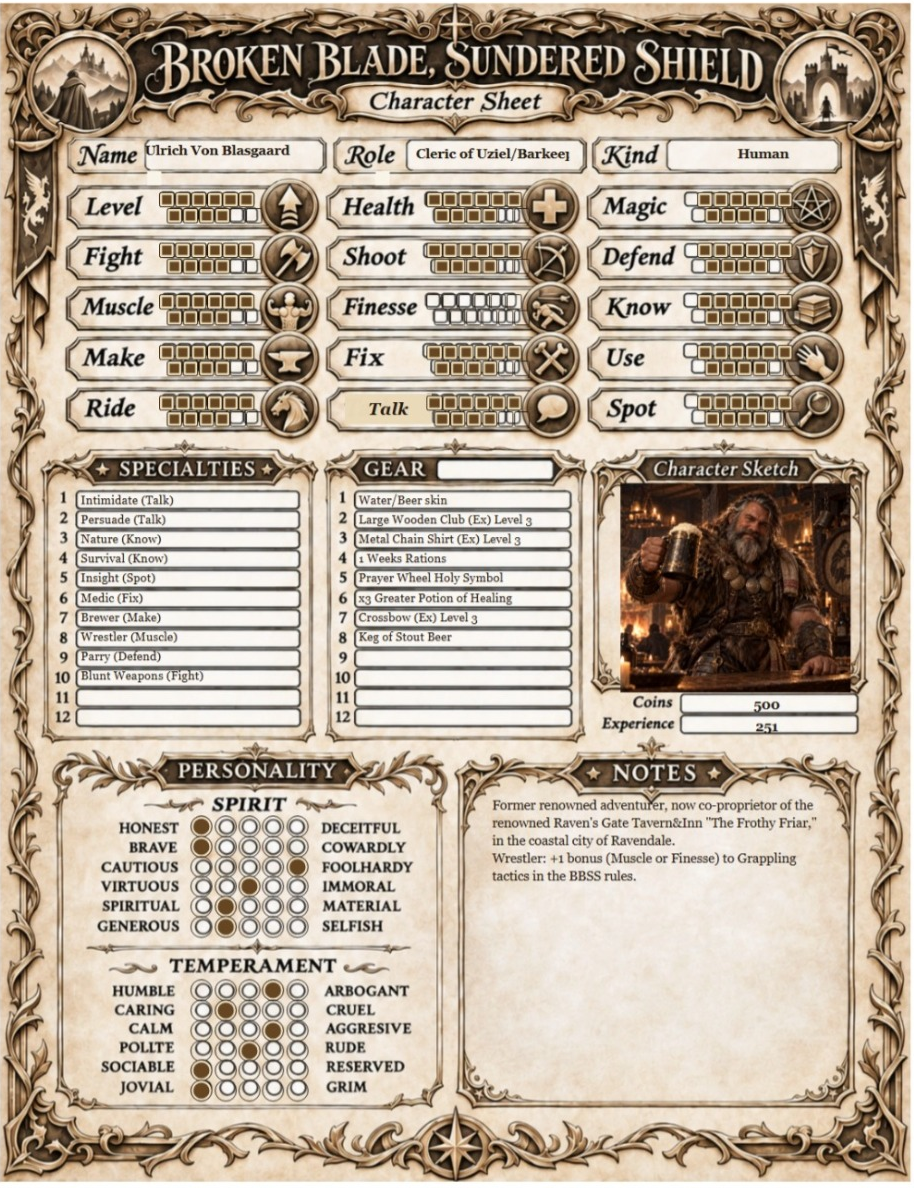 BROKEN BLADE, SUNDERED SHIELD
Character Sheet
Name Ulrich Von Blasgaard Role Cleric of Uziel/Barkeep Kind Human
Level Health Magic
Fight Shoot Defend
Muscle Finesse Know
Make Fix Use
Ride Talk Spot
SPECIALTIES
1 Intimidate (Talk)
2 Persuade (Talk)
3 Nature (Know)
4 Survival (Know)
5 Insight (Spot)
6 Medic (Fix)
7 Brewer (Make)
8 Wrestler (Muscle)
9 Parry (Defend)
10 Blunt Weapons (Fight)
11
12
GEAR
1 Water/Beer skin
2 Large Wooden Club (Ex) Level 3
3 Metal Chain Shirt (Ex) Level 3
4 1 Weeks Rations
5 Prayer Wheel Holy Symbol
6 x3 Greater Potion of Healing
7 Crossbow (Ex) Level 3
8 Keg of Stout Beer
9
10
11
12
Character Sketch
Coins 500
Experience 251
PERSONALITY
SPIRIT
HONEST DECEITFUL
BRAVE COWARDLY
CAUTIOUS FOOLHARDY
VIRTUOUS IMMORAL
SPIRITUAL MATERIAL
GENEROUS SELFISH
TEMPERAMENT
HUMBLE ARBOGANT
CARING CRUEL
CALM AGGRESIVE
POLITE RUDE
SOCIABLE RESERVED
JOVIAL GRIM
NOTES
Former renowned adventurer, now co-proprietor of the
renowned Raven's Gate Tavern&Inn "The Frothy Friar,"
in the coastal city of Ravendale.
Wrestler: +1 bonus (Muscle or Finesse) to Grappling
tactics in the BBSS rules.